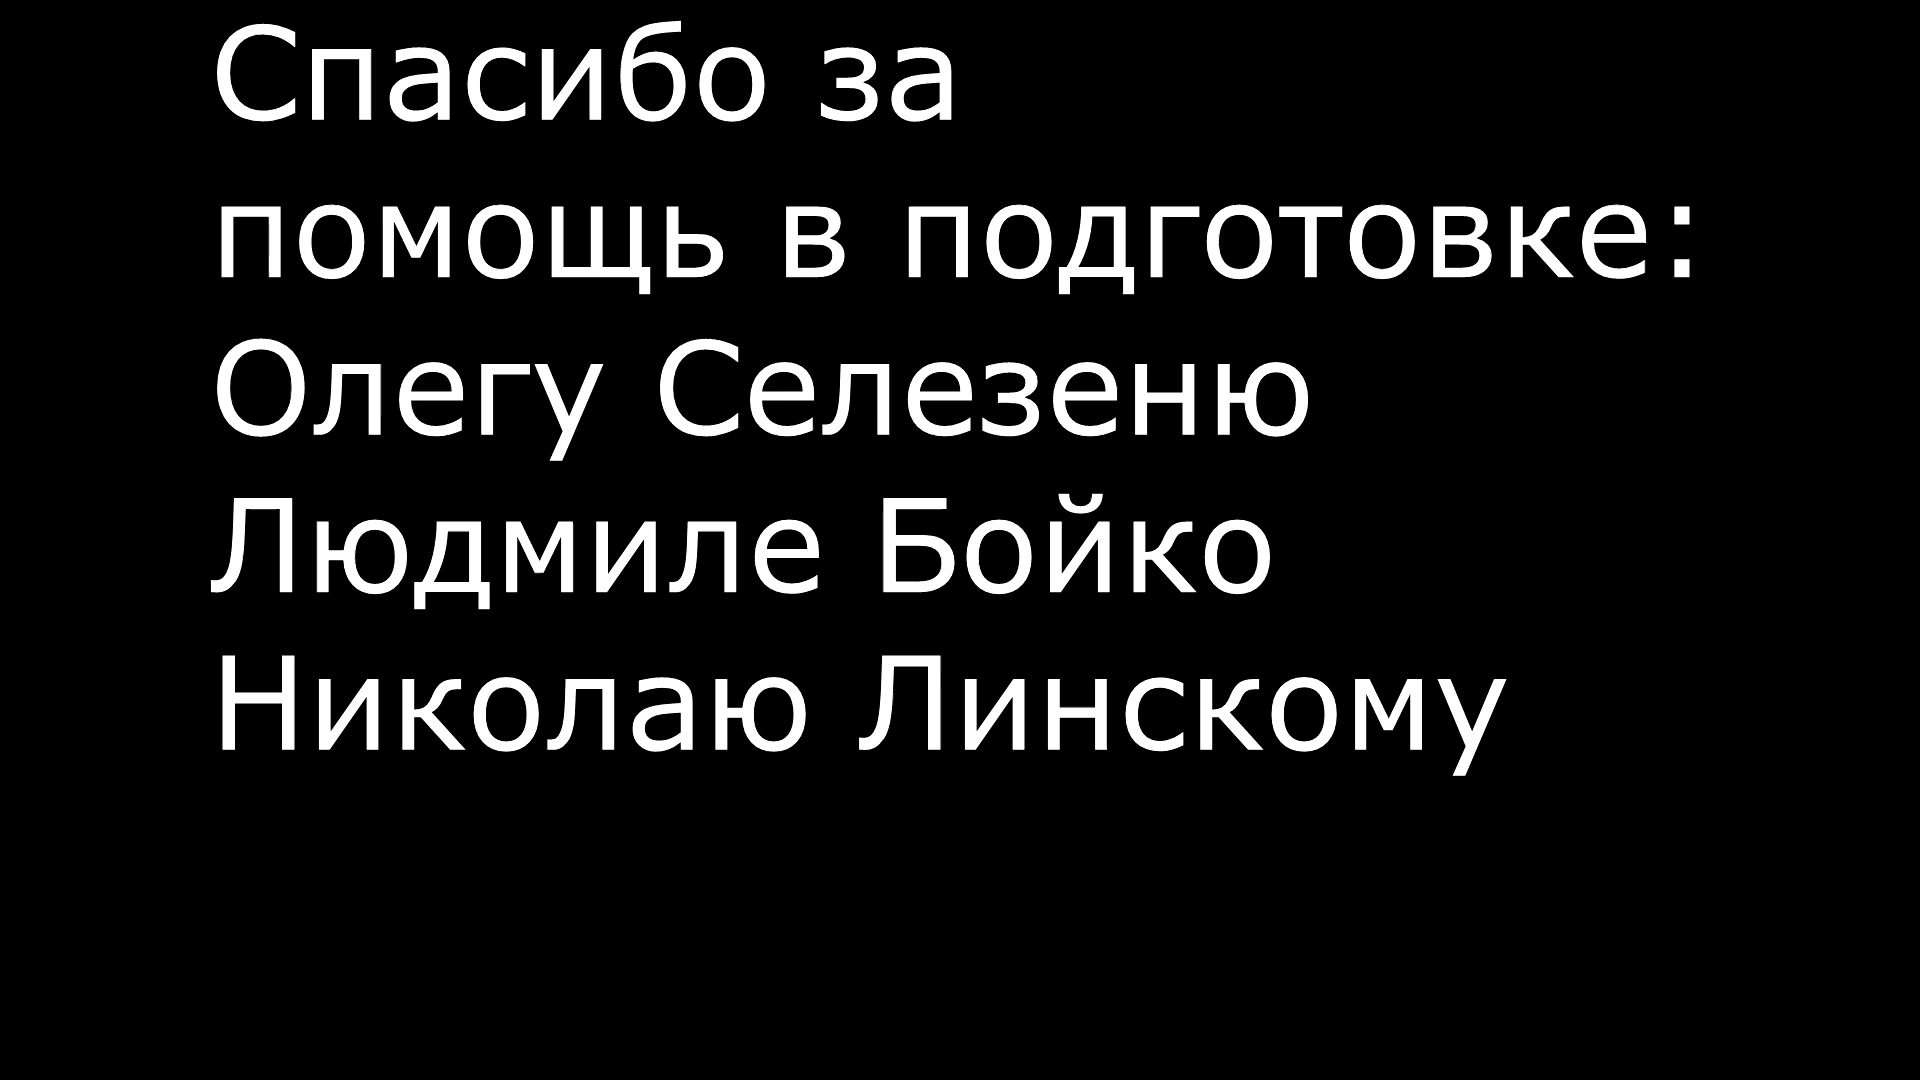 Спасибо за
помощь в подготовке:
Олегу Селезеню
Людмиле Бойко
Николаю Линскому